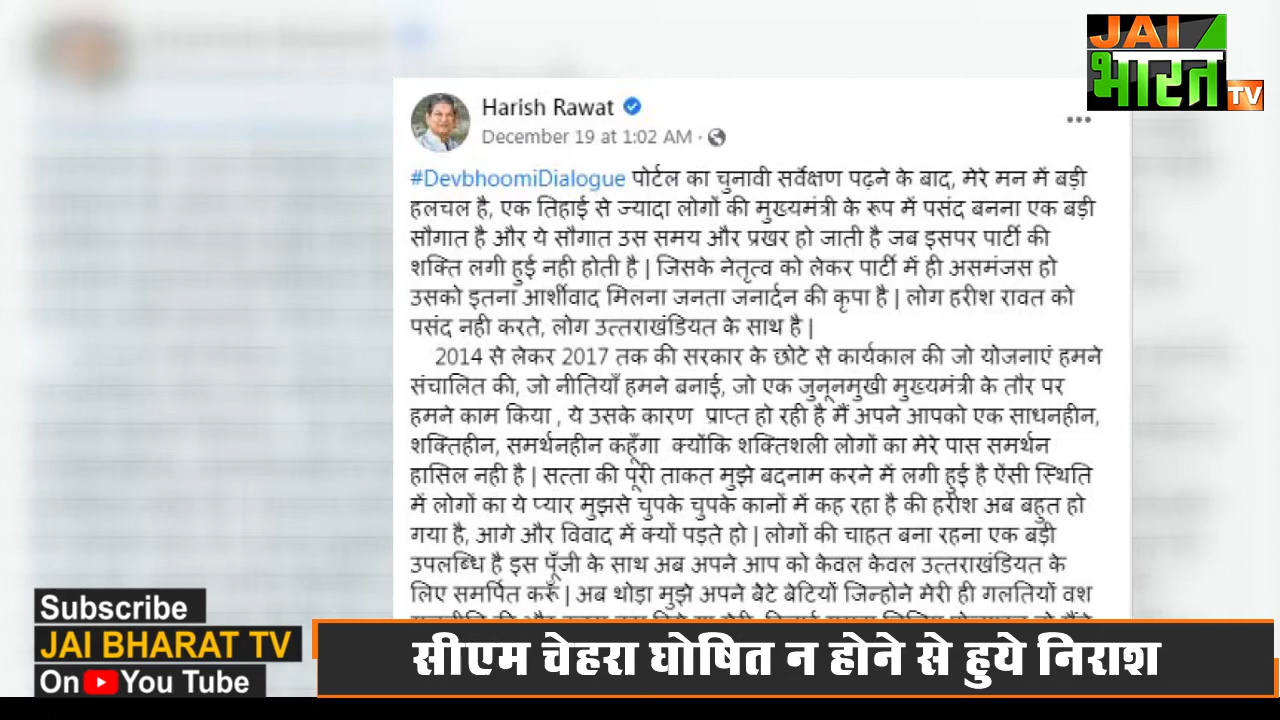 JAI
भारत
TV
Harish Rawat
December 19 at 1:02 AM ·
#DevbhoomiDialogue पोर्टल का चुनावी सर्वेक्षण पढ़ने के बाद, मेरे मन में बड़ी
हलचल है, एक तिहाई से ज्यादा लोगों की मुख्यमंत्री के रूप में पसंद बनना एक बड़ी
सौगात है और ये सौगात उस समय और प्रखर हो जाती है जब इसपर पार्टी की
शक्ति लगी हुई नही होती है | जिसके नेतृत्व को लेकर पार्टी में ही असमंजस हो
उसको इतना आर्शीवाद मिलना जनता जनार्दन की कृपा है | लोग हरीश रावत को
पसंद नही करते, लोग उत्तराखंडियत के साथ है |
2014 से लेकर 2017 तक की सरकार के छोटे से कार्यकाल की जो योजनाएं हमने
संचालित की, जो नीतियाँ हमने बनाई, जो एक जुनूनमुखी मुख्यमंत्री के तौर पर
हमने काम किया , ये उसके कारण प्राप्त हो रही है मैं अपने आपको एक साधनहीन,
शक्तिहीन, समर्थनहीन कहूँगा क्योंकि शक्तिशली लोगों का मेरे पास समर्थन
हासिल नही है | सत्ता की पूरी ताकत मुझे बदनाम करने में लगी हुई है ऐंसी स्थिति
में लोगों का ये प्यार मुझसे चुपके चुपके कानों में कह रहा है की हरीश अब बहुत हो
गया है, आगे और विवाद में क्यों पड़ते हो | लोगों की चाहत बना रहना एक बड़ी
उपलब्धि है इस पूँजी के साथ अब अपने आप को केवल केवल उत्तराखंडियत के
लिए समर्पित करूँ | अब थोड़ा मुझे अपने बेटे बेटियों जिन्होने मेरी ही गलतियों वश
Subscribe
JAI BHARAT TV
On You Tube
सीएम चेहरा घोषित न होने से हुये निराश